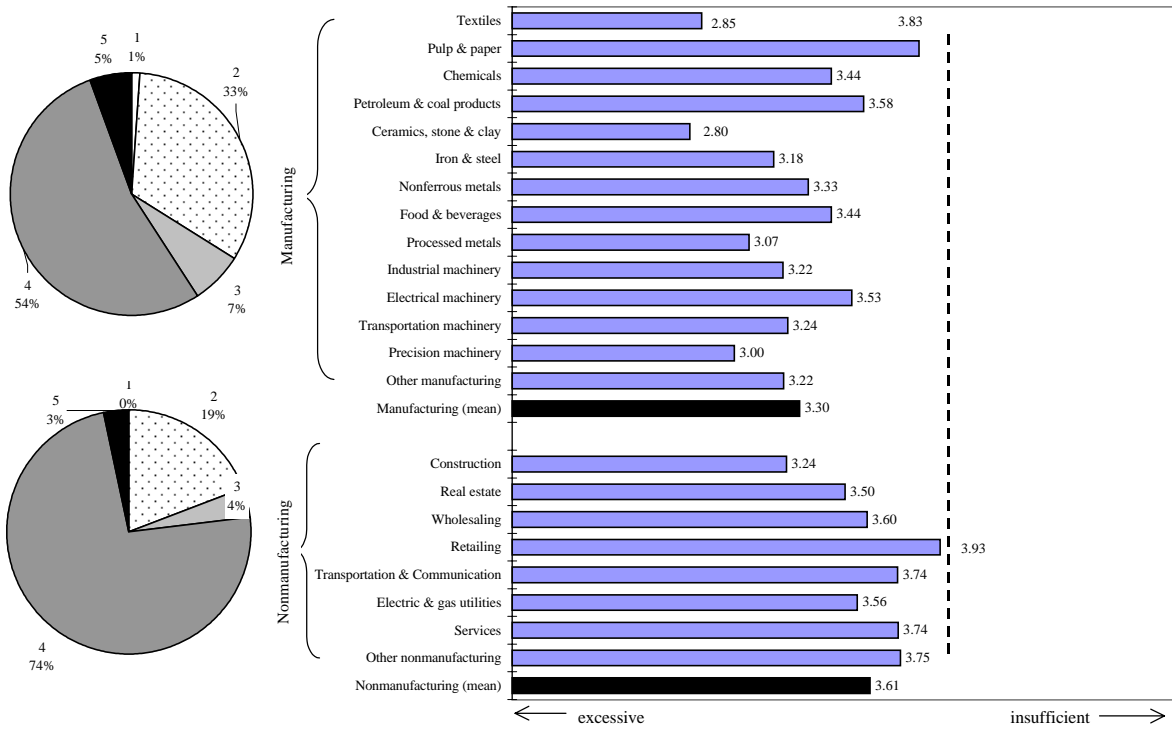 5
5%
1
1%
2
33%
3
7%
4
54%
Manufacturing
Textiles 2.85
Pulp & paper 3.83
Chemicals 3.44
Petroleum & coal products 3.58
Ceramics, stone & clay 2.80
Iron & steel 3.18
Nonferrous metals 3.33
Food & beverages 3.44
Processed metals 3.07
Industrial machinery 3.22
Electrical machinery 3.53
Transportation machinery 3.24
Precision machinery 3.00
Other manufacturing 3.22
Manufacturing (mean) 3.30
5
3%
1
0%
2
19%
3
4%
4
74%
Nonmanufacturing
Construction 3.24
Real estate 3.50
Wholesaling 3.60
Retailing 3.93
Transportation & Communication 3.74
Electric & gas utilities 3.56
Services 3.74
Other nonmanufacturing 3.75
Nonmanufacturing (mean) 3.61
excessive
insufficient